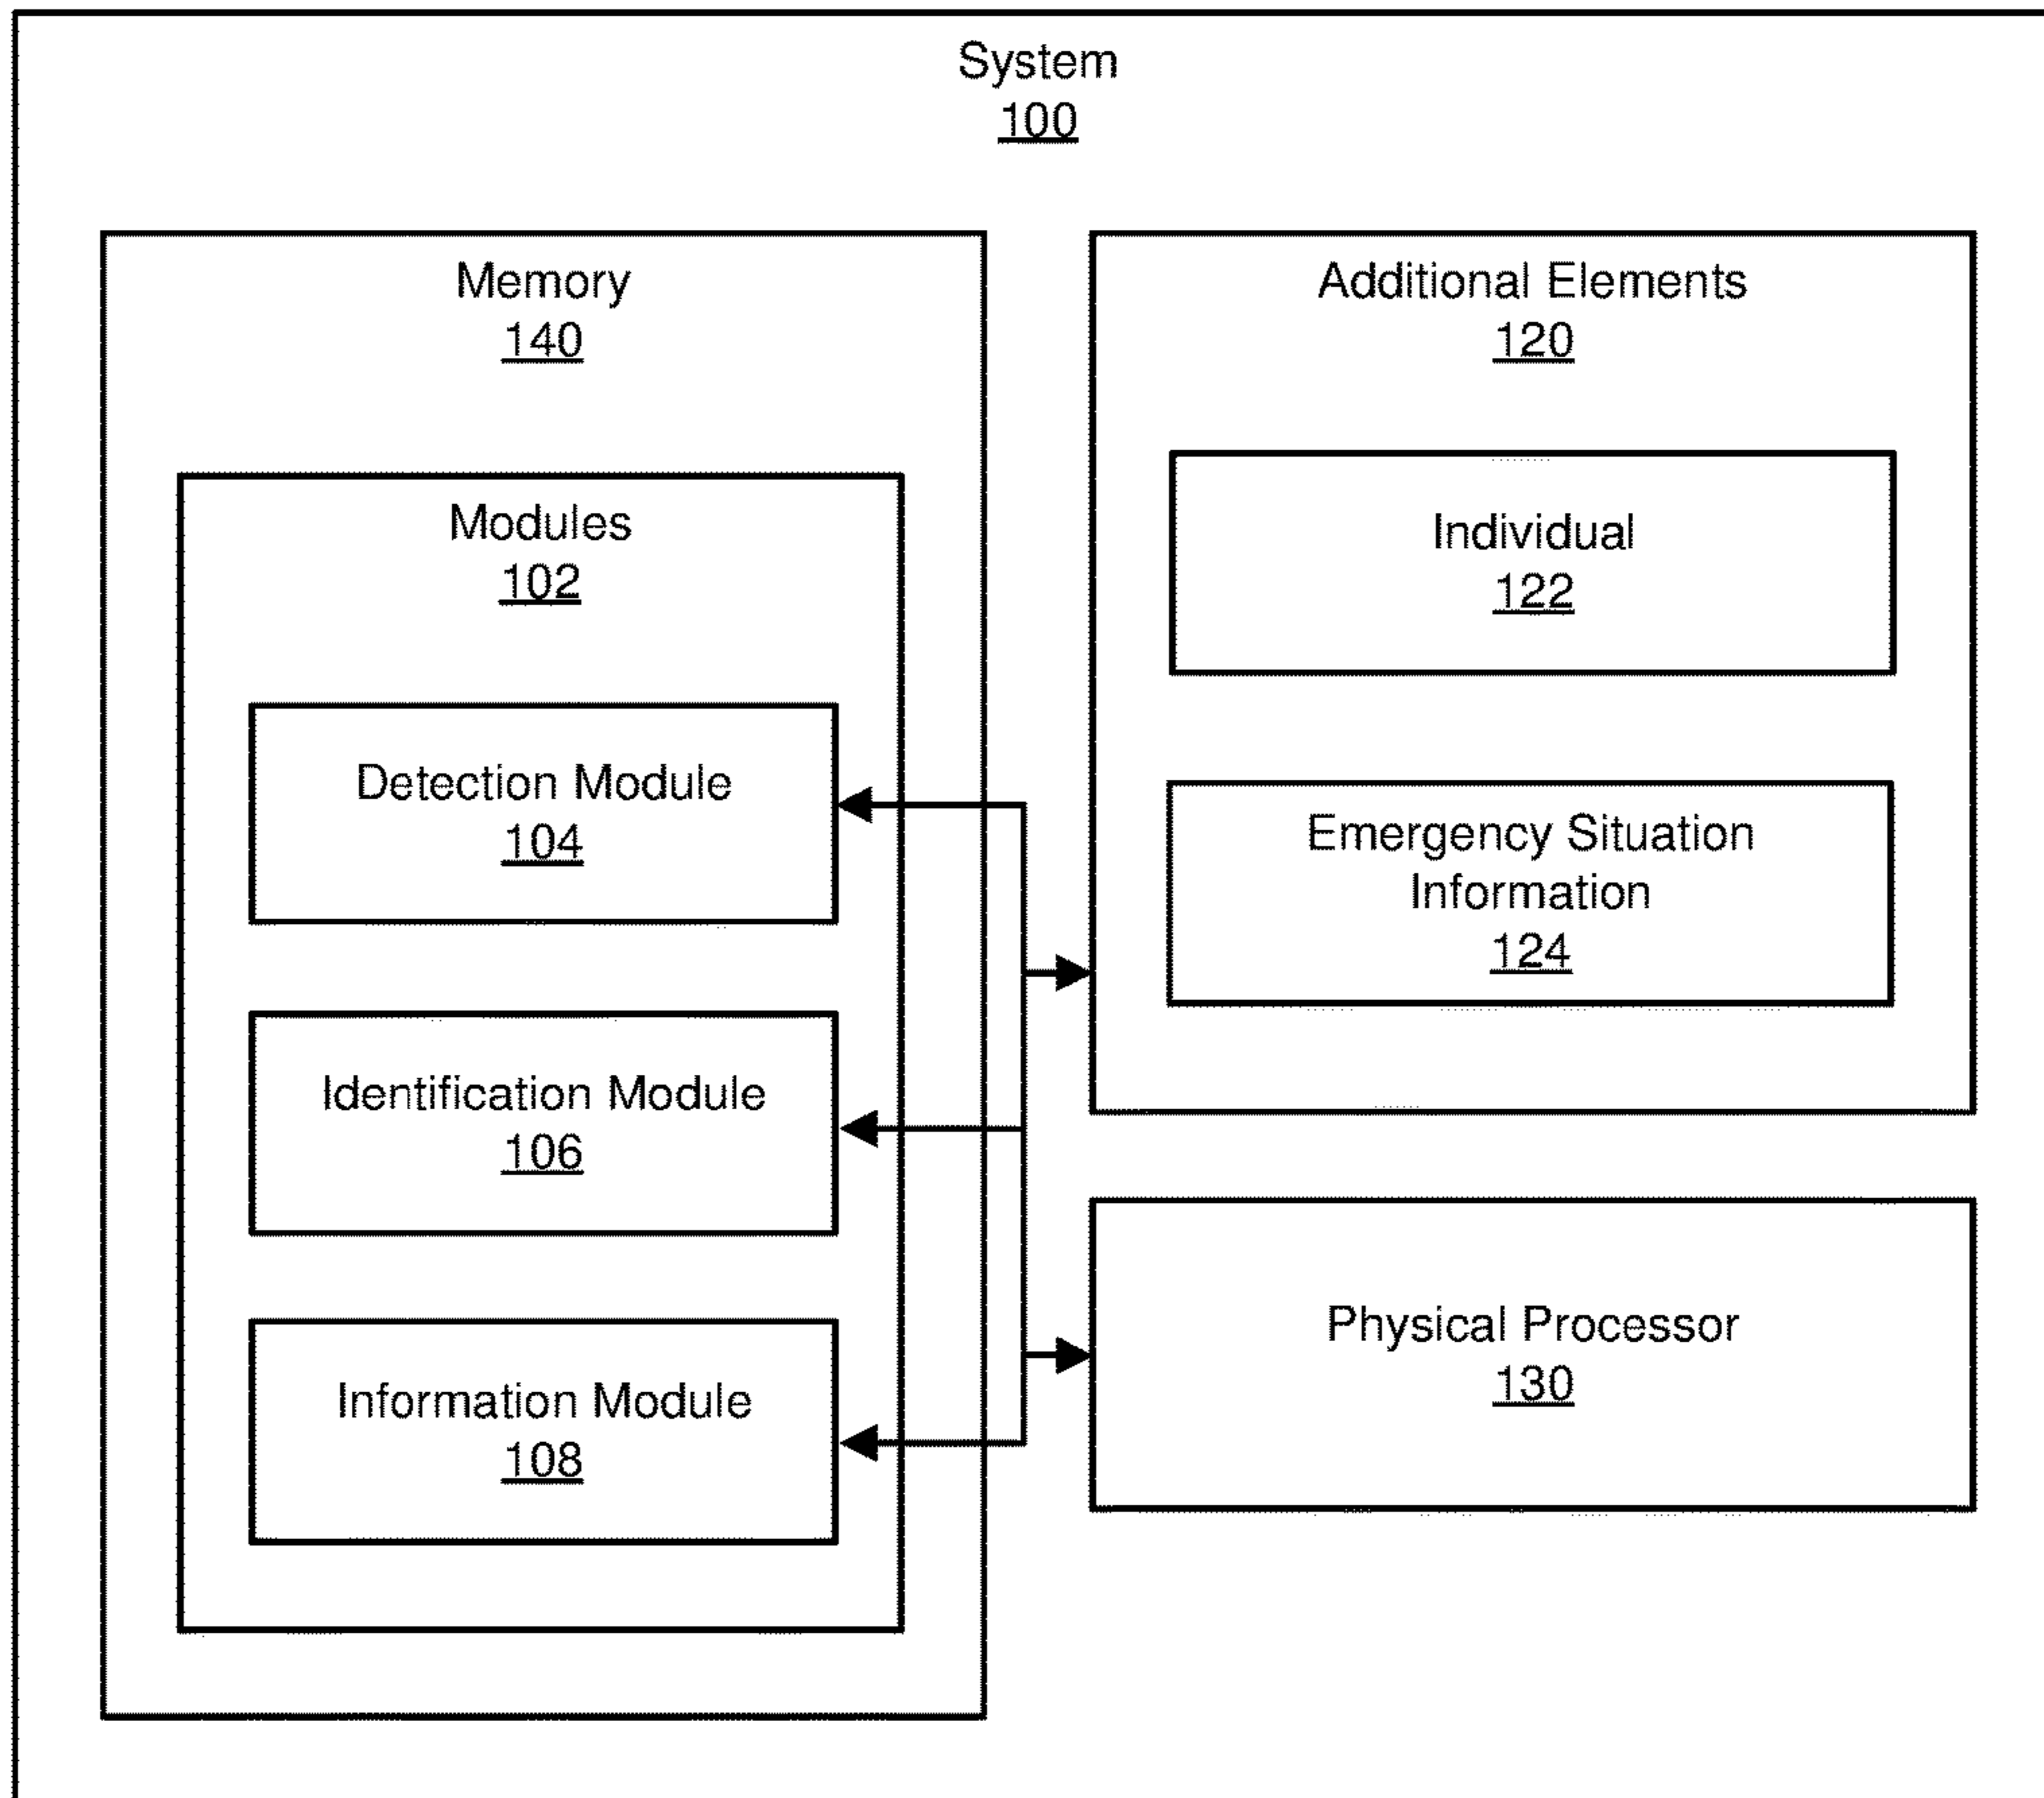 System
100
Memory
140
Modules
102
Detection Module
104
Identification Module
106
Information Module
108
Additional Elements
120
Individual
122
Emergency Situation
Information
124
Physical Processor
130